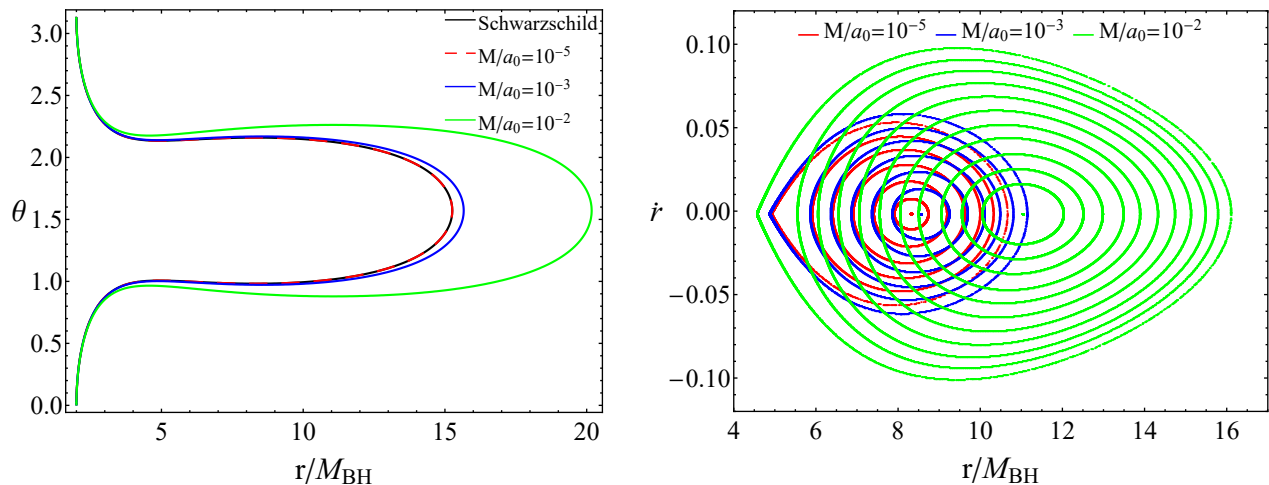 Schwarzschild
M/a₀=10⁻⁵
M/a₀=10⁻³
M/a₀=10⁻²
θ
3.0
2.5
2.0
1.5
1.0
0.5
0.0
5 10 15 20
r/M_BH
M/a₀=10⁻⁵ M/a₀=10⁻³ M/a₀=10⁻²
ṙ
0.10
0.05
0.00
−0.05
−0.10
4 6 8 10 12 14 16
r/M_BH